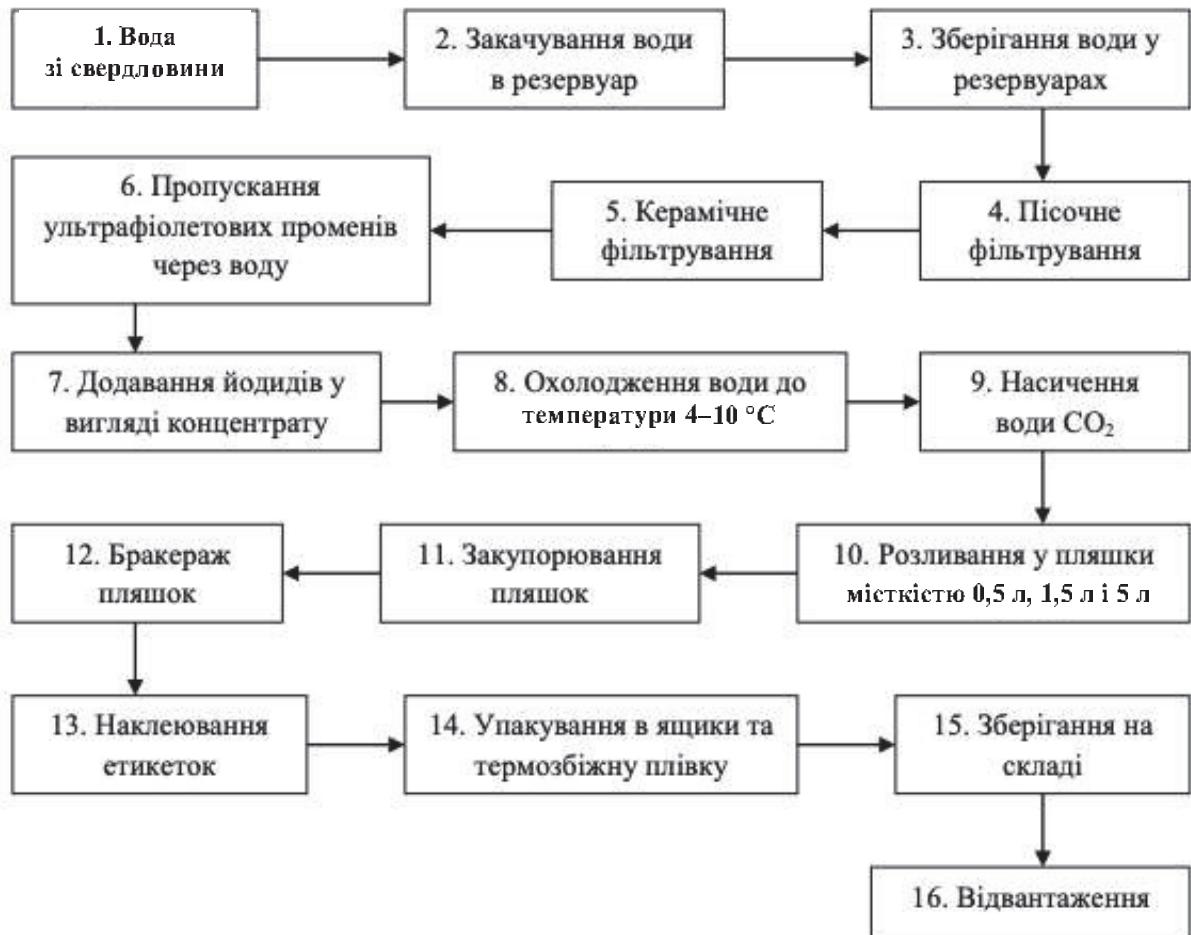 1. Вода
зі свердловини
2. Закачування води
в резервуар
3. Зберігання води у
резервуарах
4. Пісочне
фільтрування
5. Керамічне
фільтрування
6. Пропускання
ультрафіолетових променів
через воду
7. Додавання йодидів у
вигляді концентрату
8. Охолодження води до
температури 4–10 °С
9. Насичення
води CO₂
10. Розливання у пляшки
місткістю 0,5 л, 1,5 л і 5 л
11. Закупорювання
пляшок
12. Бракераж
пляшок
13. Наклеювання
етикеток
14. Упакування в ящики та
термозбіжну плівку
15. Зберігання на
складі
16. Відвантаження